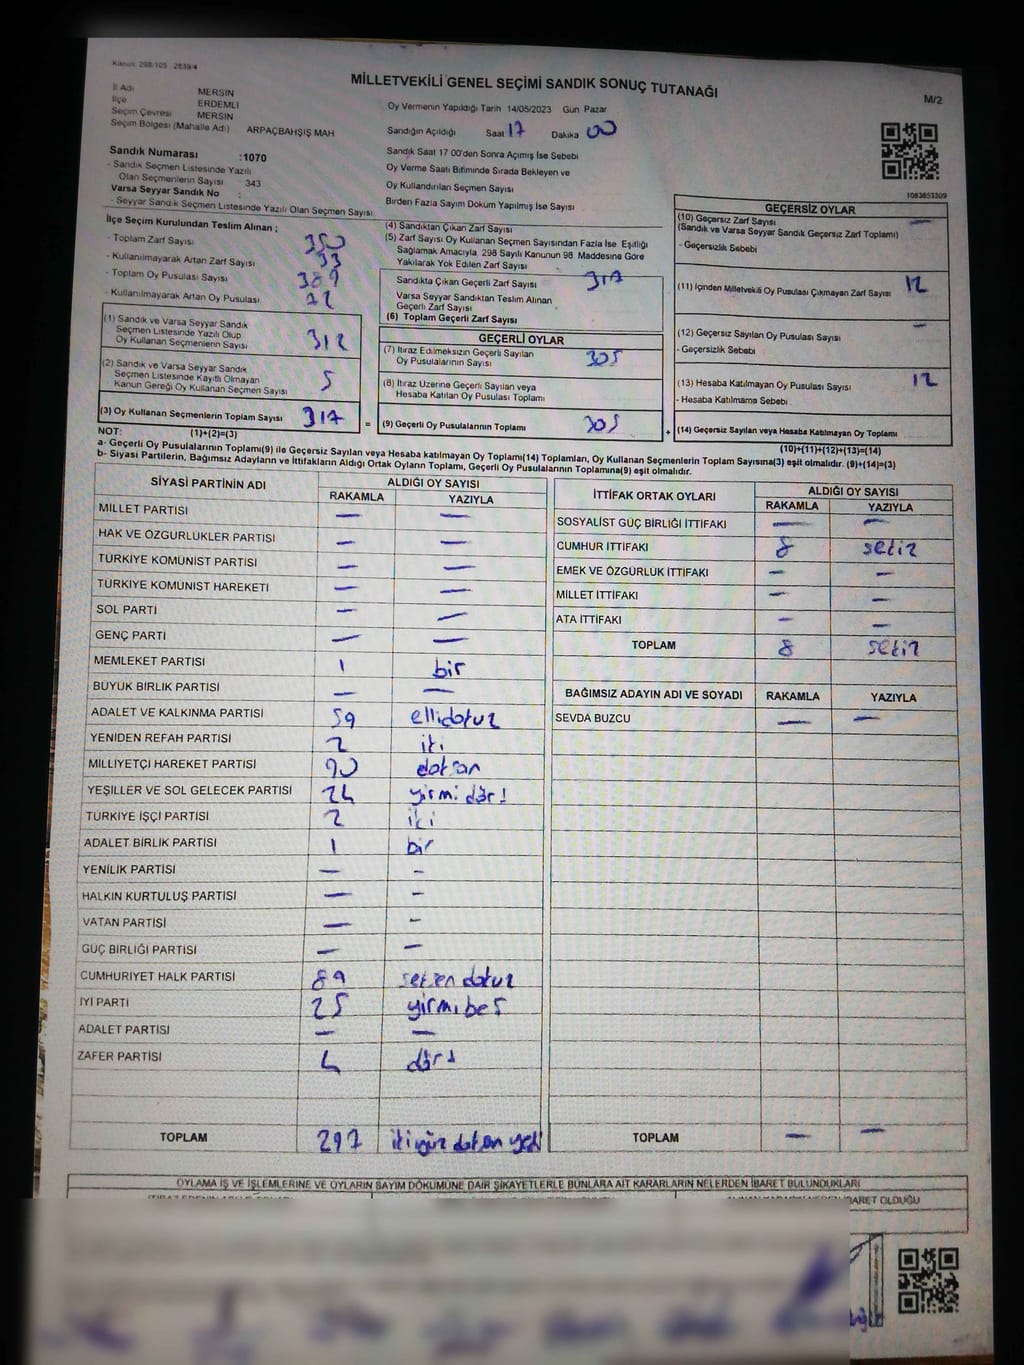 Kanun: 298/105 2839/4
MİLLETVEKİLİ GENEL SEÇİMİ SANDIK SONUÇ TUTANAĞI
M/2
İl Adı MERSİN
İlçe ERDEMLİ
Seçim Çevresi MERSİN
Seçim Bölgesi (Mahalle Adı) ARPAÇBAHŞİŞ MAH
Sandık Numarası :1070
- Sandık Seçmen Listesinde Yazılı
Olan Seçmenlerin Sayısı 343
Varsa Seyyar Sandık No :
- Seyyar Sandık Seçmen Listesinde Yazılı Olan Seçmen Sayısı
Oy Vermenin Yapıldığı Tarih 14/05/2023 Gün Pazar
Sandığın Açıldığı Saat 17 Dakika 00
Sandık Saat 17 00'den Sonra Açımış İse Sebebi
Oy Verme Saati Bitiminde Sırada Bekleyen ve
Oy Kullandırılan Seçmen Sayısı
Birden Fazla Sayım Döküm Yapılmış İse Sayısı
1083653509
İlçe Seçim Kurulundan Teslim Alınan ;
- Toplam Zarf Sayısı 350
- Kullanılmayarak Artan Zarf Sayısı 33
- Toplam Oy Pusulası Sayısı 389
- Kullanılmayarak Artan Oy Pusulası 72
(1) Sandık ve Varsa Seyyar Sandık
Seçmen Listesinde Yazılı Olup
Oy Kullanan Seçmenlerin Sayısı 312
(2) Sandık ve Varsa Seyyar Sandık
Seçmen Listesinde Kayıtlı Olmayan
Kanun Gereği Oy Kullanan Seçmen Sayısı 5
(3) Oy Kullanan Seçmenlerin Toplam Sayısı 317
(4) Sandıktan Çıkan Zarf Sayısı
(5) Zarf Sayısı Oy Kullanan Seçmen Sayısından Fazla İse. Eşitliği
Sağlamak Amacıyla, 298 Sayılı Kanunun 98. Maddesine Göre
Yakılarak Yok Edilen Zarf Sayısı
Sandıkta Çıkan Geçerli Zarf Sayısı 317
Varsa Seyyar Sandıktan Teslim Alınan
Geçerli Zarf Sayısı
(6) Toplam Geçerli Zarf Sayısı
GEÇERLİ OYLAR
(7) İtiraz Edilmeksizin Geçerli Sayılan
Oy Pusulalarının Sayısı 305
(8) İtiraz Üzerine Geçerli Sayılan veya
Hesaba Katılan Oy Pusulası Toplamı
= (9) Geçerli Oy Pusulalarının Toplamı 305 +
GEÇERSİZ OYLAR
(10) Geçersiz Zarf Sayısı —
(Sandık ve Varsa Seyyar Sandık Geçersiz Zarf Toplamı)
- Geçersizlik Sebebi
(11) İçinden Milletvekili Oy Pusulası Çıkmayan Zarf Sayısı 12
(12) Geçersiz Sayılan Oy Pusulası Sayısı —
- Geçersizlik Sebebi
(13) Hesaba Katılmayan Oy Pusulası Sayısı 12
- Hesaba Katılmama Sebebi
(14) Geçersiz Sayılan veya Hesaba Katılmayan Oy Toplamı
NOT: (1)+(2)=(3) (10)+(11)+(12)+(13)=(14)
a- Geçerli Oy Pusulalarının Toplamı(9) ile Geçersiz Sayılan veya Hesaba katılmayan Oy Toplamı(14) Toplamları, Oy Kullanan Seçmenlerin Toplam Sayısına(3) eşit olmalıdır. (9)+(14)=(3)
b- Siyasi Partilerin, Bağımsız Adayların ve İttifakların Aldığı Ortak Oyların Toplamı, Geçerli Oy Pusulalarının Toplamına(9) eşit olmalıdır.
SİYASİ PARTİNİN ADI ALDIĞI OY SAYISI
RAKAMLA YAZIYLA
MİLLET PARTİSİ — —
HAK VE ÖZGÜRLÜKLER PARTİSİ — —
TÜRKİYE KOMÜNİST PARTİSİ — —
TÜRKİYE KOMÜNİST HAREKETİ — —
SOL PARTİ — —
GENÇ PARTİ — —
MEMLEKET PARTİSİ 1 bir
BÜYÜK BİRLİK PARTİSİ — —
ADALET VE KALKINMA PARTİSİ 59 ellidokuz
YENİDEN REFAH PARTİSİ 2 iki
MİLLİYETÇİ HAREKET PARTİSİ 90 doksan
YEŞİLLER VE SOL GELECEK PARTİSİ 24 yirmi dört
TÜRKİYE İŞÇİ PARTİSİ 2 iki
ADALET BİRLİK PARTİSİ 1 bir
YENİLİK PARTİSİ — —
HALKIN KURTULUŞ PARTİSİ — —
VATAN PARTİSİ — —
GÜÇ BİRLİĞİ PARTİSİ — —
CUMHURİYET HALK PARTİSİ 89 seksen dokuz
İYİ PARTİ 25 yirmi beş
ADALET PARTİSİ — —
ZAFER PARTİSİ 4 dört
TOPLAM 297 ikiyüz doksan yedi
İTTİFAK ORTAK OYLARI ALDIĞI OY SAYISI
RAKAMLA YAZIYLA
SOSYALİST GÜÇ BİRLİĞİ İTTİFAKI — —
CUMHUR İTTİFAKI 8 sekiz
EMEK VE ÖZGÜRLÜK İTTİFAKI — —
MİLLET İTTİFAKI — —
ATA İTTİFAKI — —
TOPLAM 8 sekiz
BAĞIMSIZ ADAYIN ADI VE SOYADI RAKAMLA YAZIYLA
SEVDA BUZCU — —
TOPLAM — —
OYLAMA İŞ VE İŞLEMLERİNE VE OYLARIN SAYIM DÖKÜMÜNE DAİR ŞİKAYETLERLE BUNLARA AİT KARARLARIN NELERDEN İBARET BULUNDUKLARI
İBARET OLDUĞU